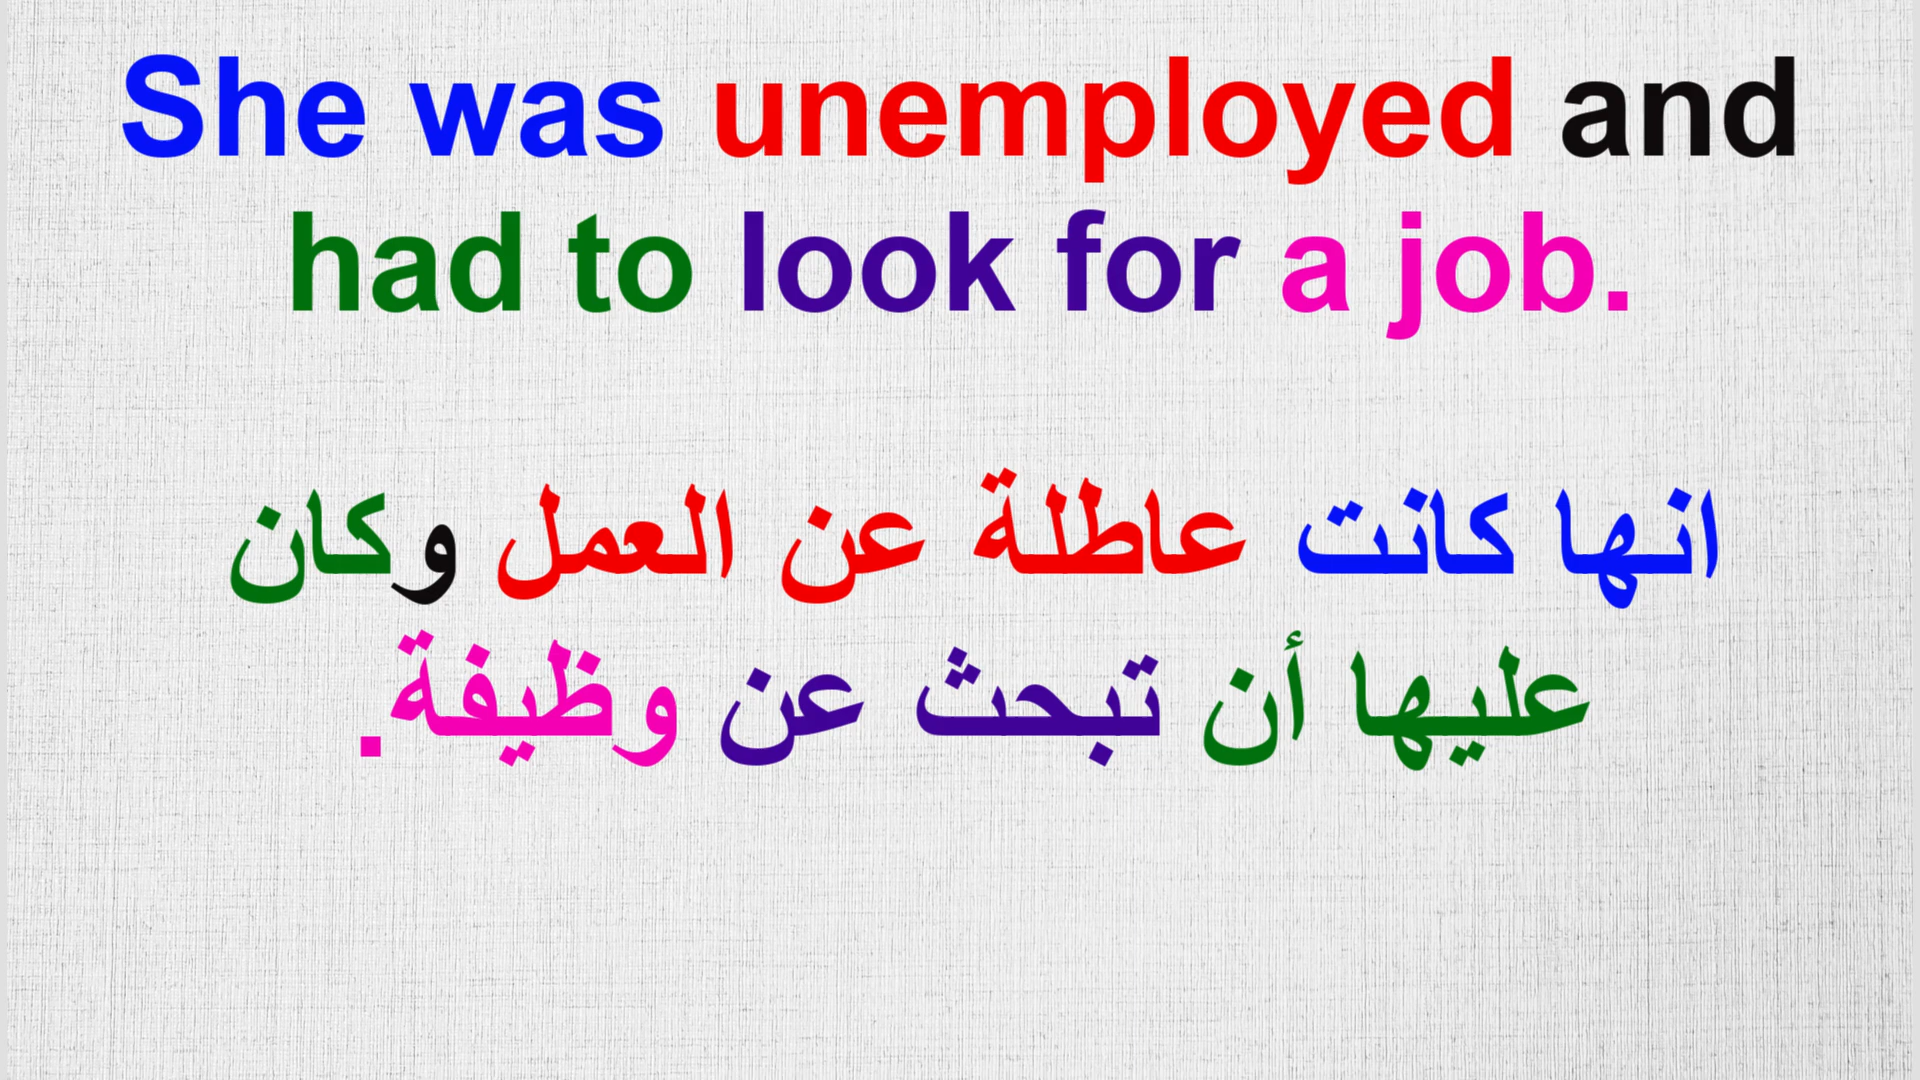 She was unemployed and
had to look for a job.
انها كانت عاطلة عن العمل وكان
عليها أن تبحث عن وظيفة.